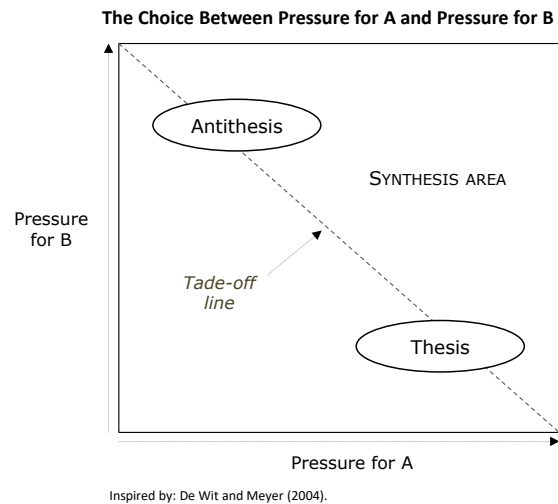 The Choice Between Pressure for A and Pressure for B
Antithesis
SYNTHESIS AREA
Pressure
for B
Tade-off
line
Thesis
Pressure for A
Inspired by: De Wit and Meyer (2004).